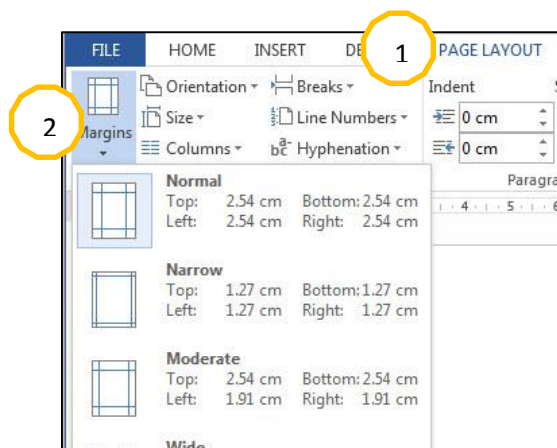 FILE HOME INSERT DE 1 PAGE LAYOUT
Orientation Breaks Indent S
2 Margins Size Line Numbers 0 cm
Columns Hyphenation 0 cm
Paragra
Normal
Top: 2.54 cm Bottom: 2.54 cm
Left: 2.54 cm Right: 2.54 cm
4 5 6
Narrow
Top: 1.27 cm Bottom: 1.27 cm
Left: 1.27 cm Right: 1.27 cm
Moderate
Top: 2.54 cm Bottom: 2.54 cm
Left: 1.91 cm Right: 1.91 cm
Wide